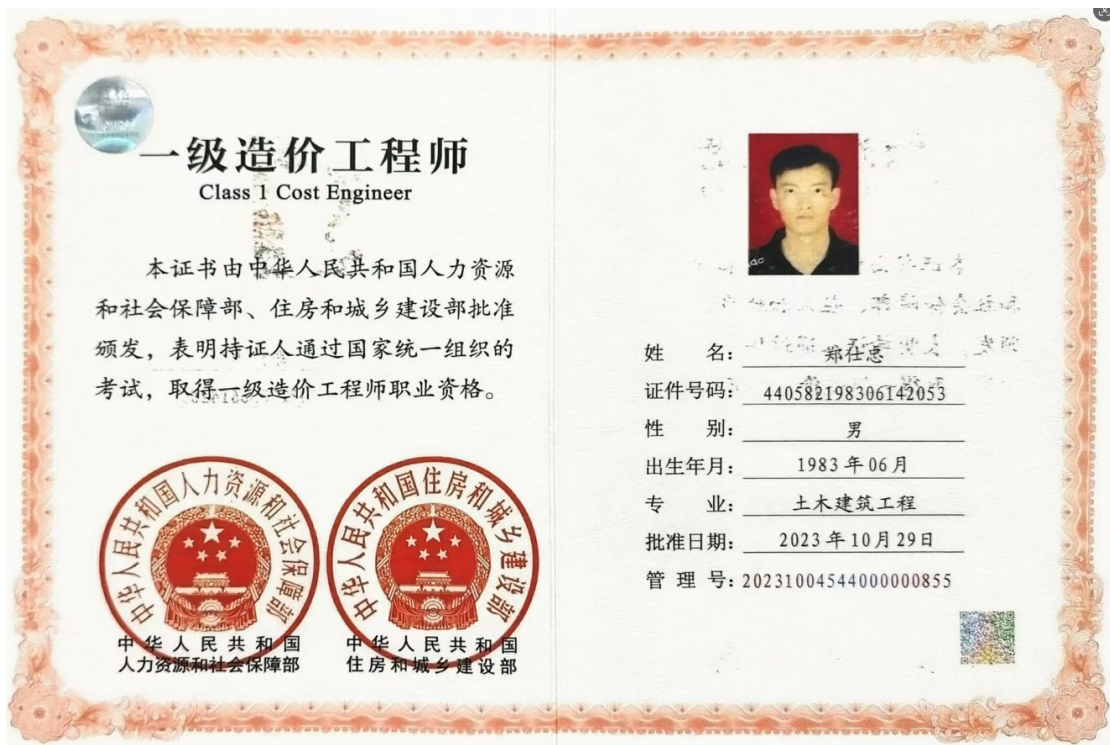 一级造价工程师
Class 1 Cost Engineer
本证书由中华人民共和国人力资源
和社会保障部、住房和城乡建设部批准
颁发，表明持证人通过国家统一组织的
考试，取得一级造价工程师职业资格。
中华人民共和国人力资源和社会保障部
中华人民共和国住房和城乡建设部
中华人民共和国
人力资源和社会保障部
中华人民共和国
住房和城乡建设部
姓 名：郑仕忠
证件号码：440582198306142053
性 别：男
出生年月：1983年06月
专 业：土木建筑工程
批准日期：2023年10月29日
管 理 号：20231004544000000855